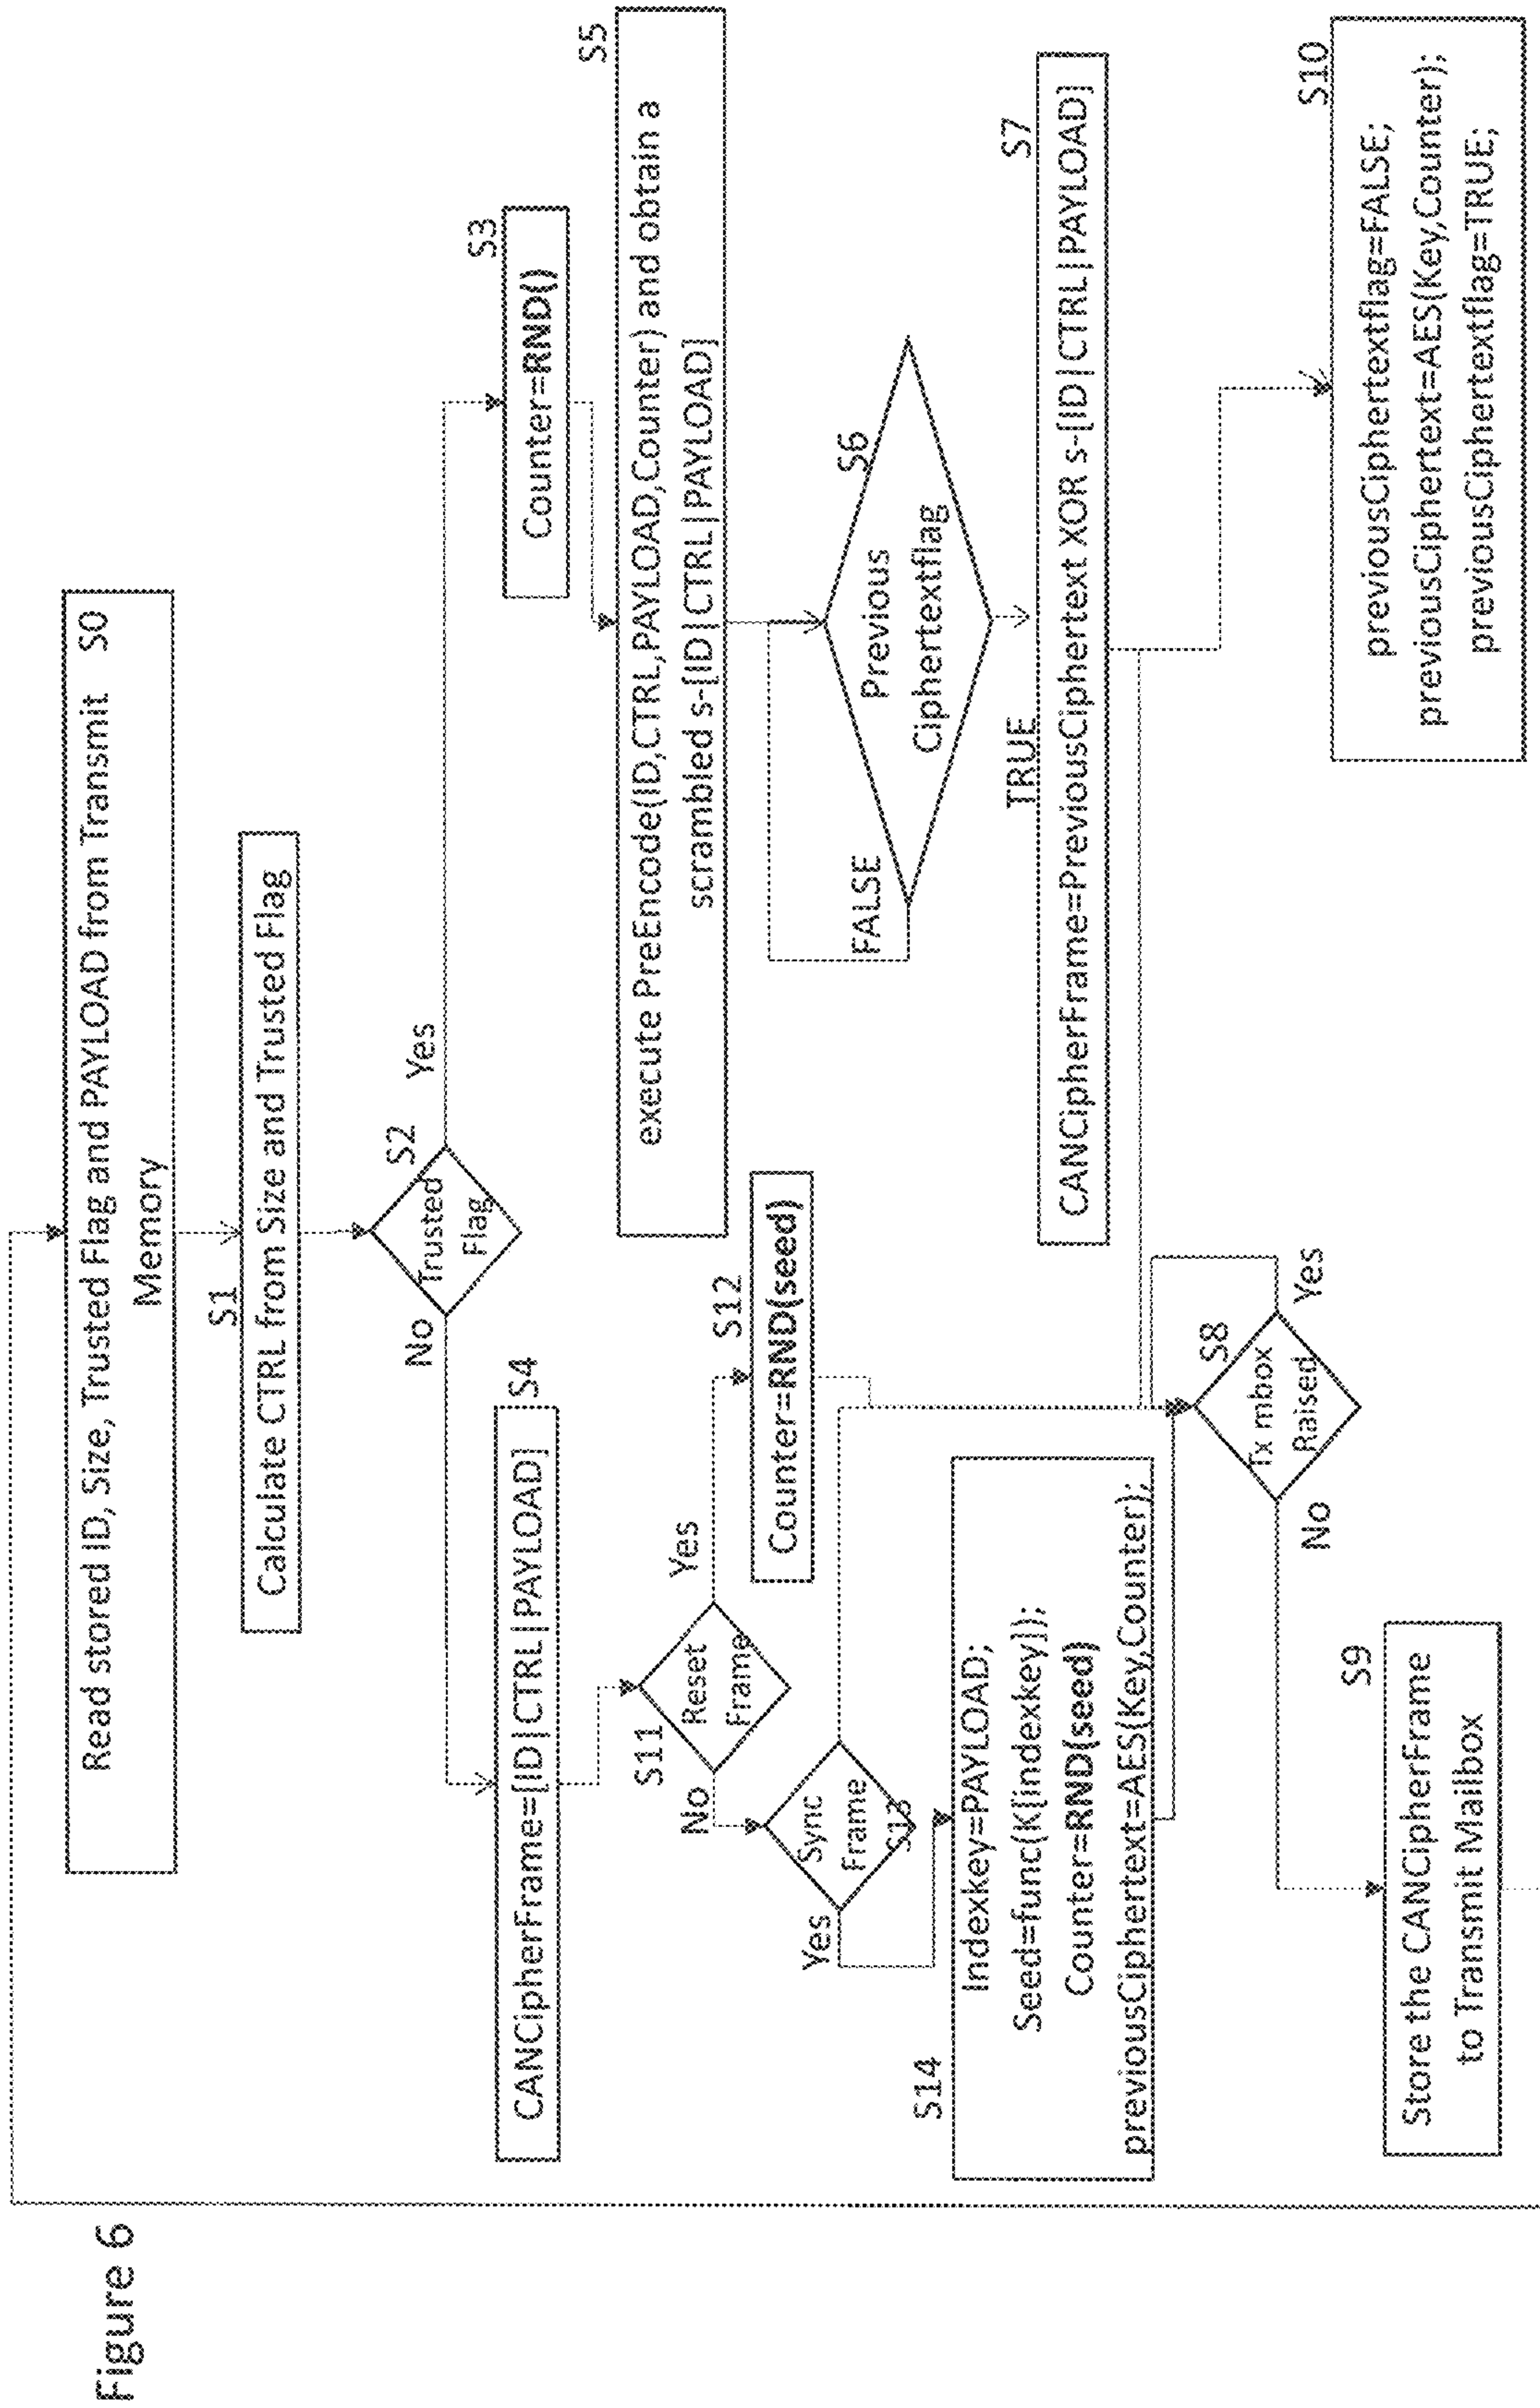 Figure 6
Read stored ID, Size, Trusted Flag and PAYLOAD from Transmit
Memory
S0
S1
Calculate CTRL from Size and Trusted Flag
S2
Trusted
Flag
No
Yes
S3
Counter=RND()
S4
CANCipherFrame=[ID|CTRL|PAYLOAD]
S5
execute PreEncode(ID,CTRL,PAYLOAD,Counter) and obtain a
scrambled s-[ID|CTRL|PAYLOAD]
S11
Reset
Frame
Yes
No
S12
Counter=RND(seed)
S6
Previous
Ciphertextflag
FALSE
TRUE
Sync
Frame
S13
Yes
S14
Indexkey=PAYLOAD;
Seed=func(K[indexkey]);
Counter=RND(seed)
previousCiphertext=AES(Key,Counter);
S7
CANCipherFrame=PreviousCiphertext XOR s-[ID|CTRL|PAYLOAD]
S8
Tx mbox
Raised
Yes
No
S9
Store the CANCipherFrame
to Transmit Mailbox
S10
previousCiphertextflag=FALSE;
previousCiphertext=AES(Key,Counter);
previousCiphertextflag=TRUE;